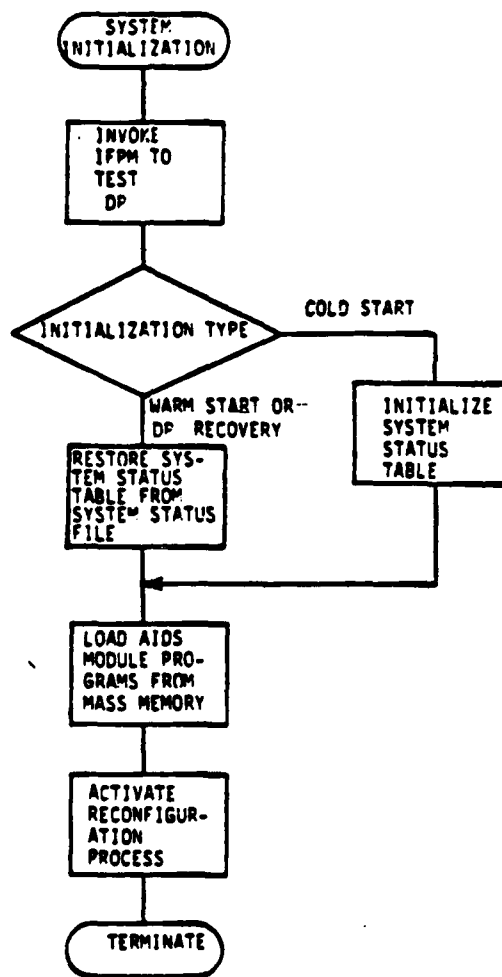 SYSTEM
INITIALIZATION
INVOKE
IFPM TO
TEST
DP
INITIALIZATION TYPE
COLD START
WARM START OR--
DP RECOVERY
INITIALIZE
SYSTEM
STATUS
TABLE
RESTORE SYS-
TEM STATUS
TABLE FROM
SYSTEM STATUS
FILE
LOAD AIDS
MODULE PRO-
GRAMS FROM
MASS MEMORY
ACTIVATE
RECONFIGUR-
ATION
PROCESS
TERMINATE